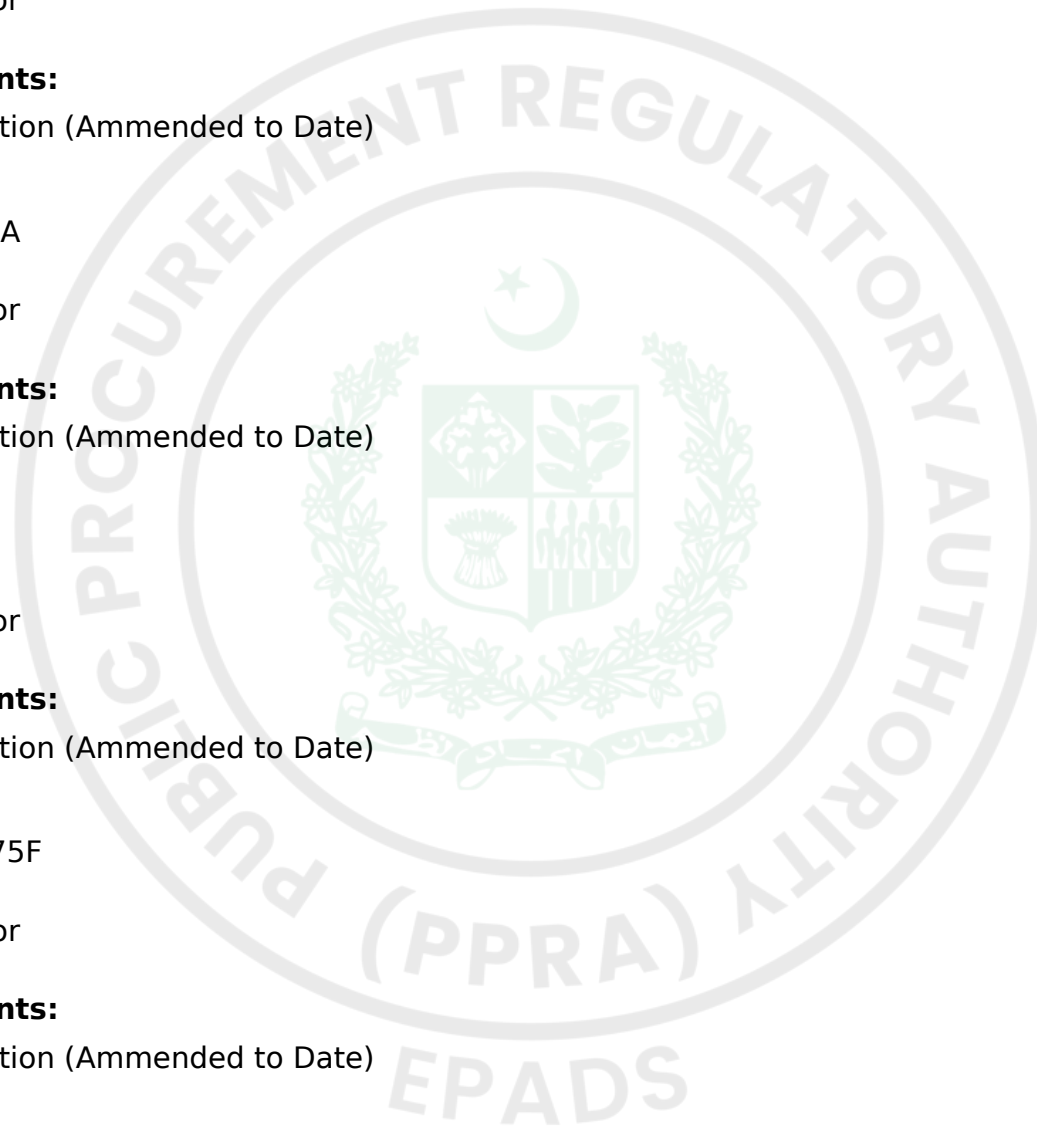 or
nts:
tion (Ammended to Date)
A
or
nts:
tion (Ammended to Date)
or
nts:
tion (Ammended to Date)
75F
or
nts:
tion (Ammended to Date)
PUBLIC PROCUREMENT REGULATORY AUTHORITY
(PPRA)
EPADS